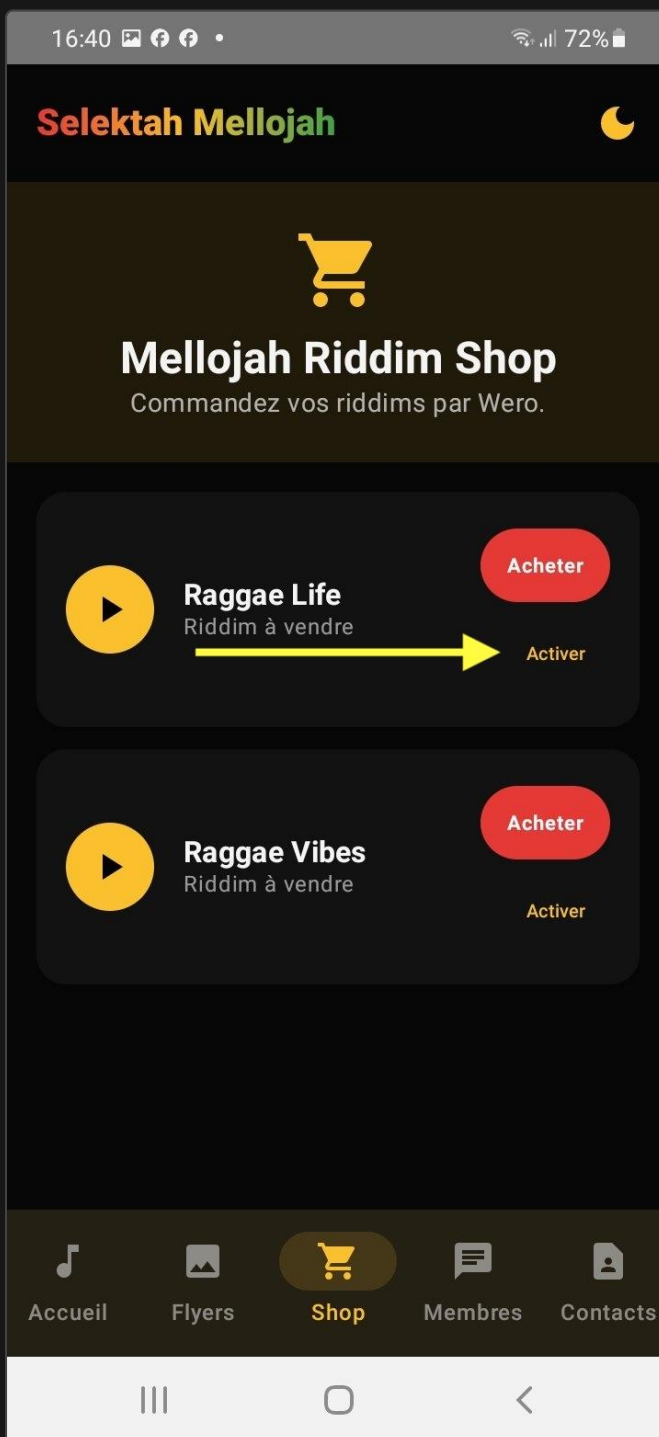 16:40 72%
Selektah Mellojah
Mellojah Riddim Shop
Commandez vos riddims par Wero.
Acheter
Raggae Life
Riddim à vendre
Activer
Acheter
Raggae Vibes
Riddim à vendre
Activer
Accueil Flyers Shop Membres Contacts